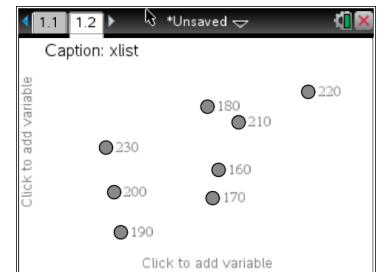 1.1 1.2 *Unsaved
Caption: xlist
Click to add variable
220
180
210
230
160
200
170
190
Click to add variable